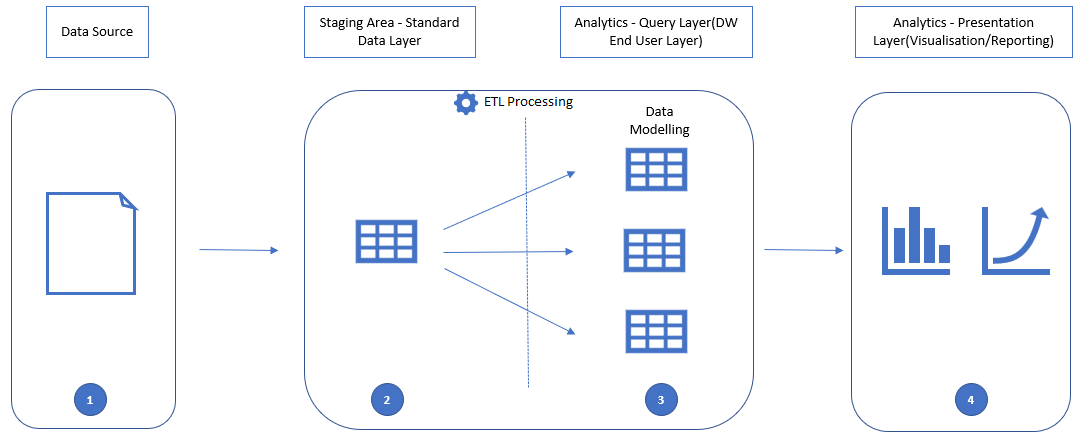 Data Source
Staging Area - Standard
Data Layer
Analytics - Query Layer(DW
End User Layer)
Analytics - Presentation
Layer(Visualisation/Reporting)
ETL Processing
Data
Modelling
1
2
3
4